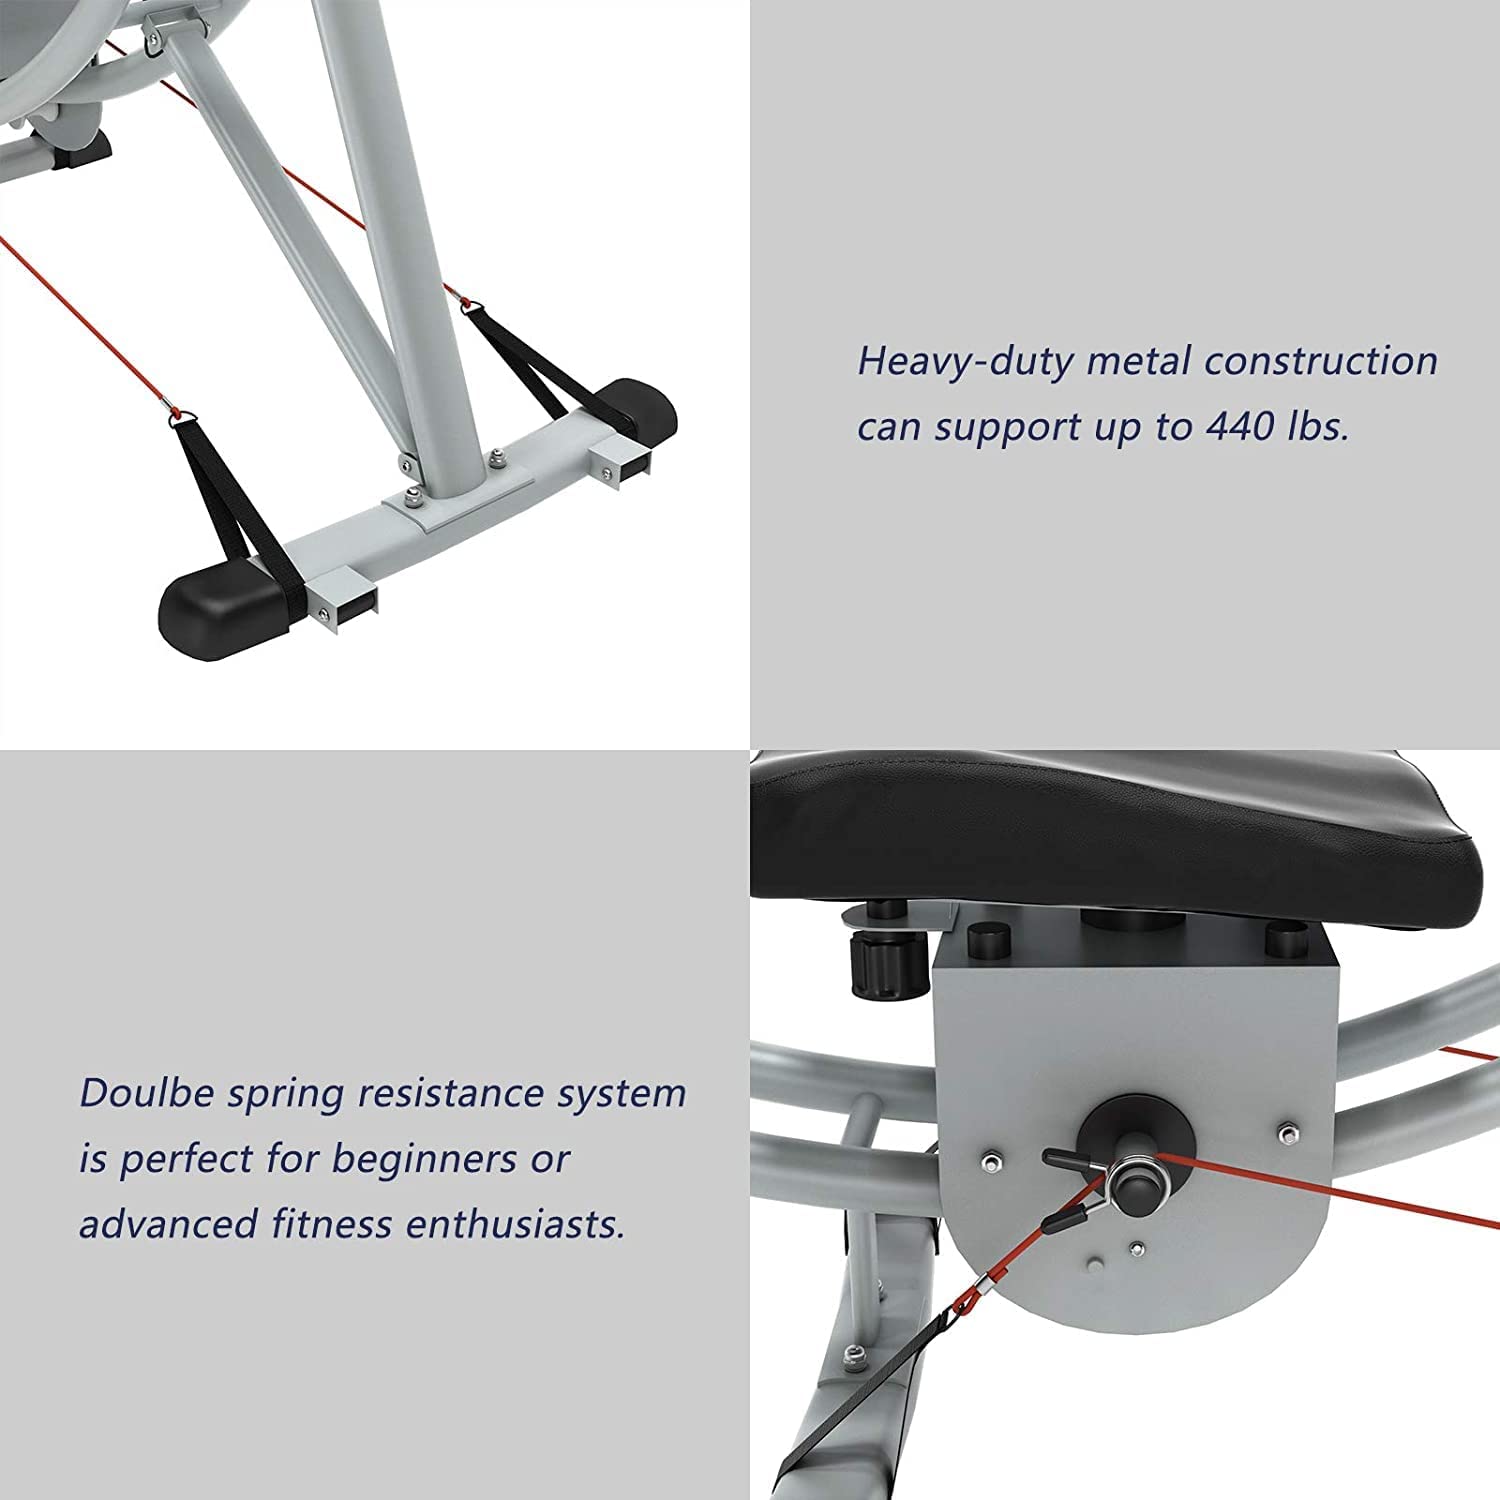 Heavy-duty metal construction
can support up to 440 lbs.
Doulbe spring resistance system
is perfect for beginners or
advanced fitness enthusiasts.